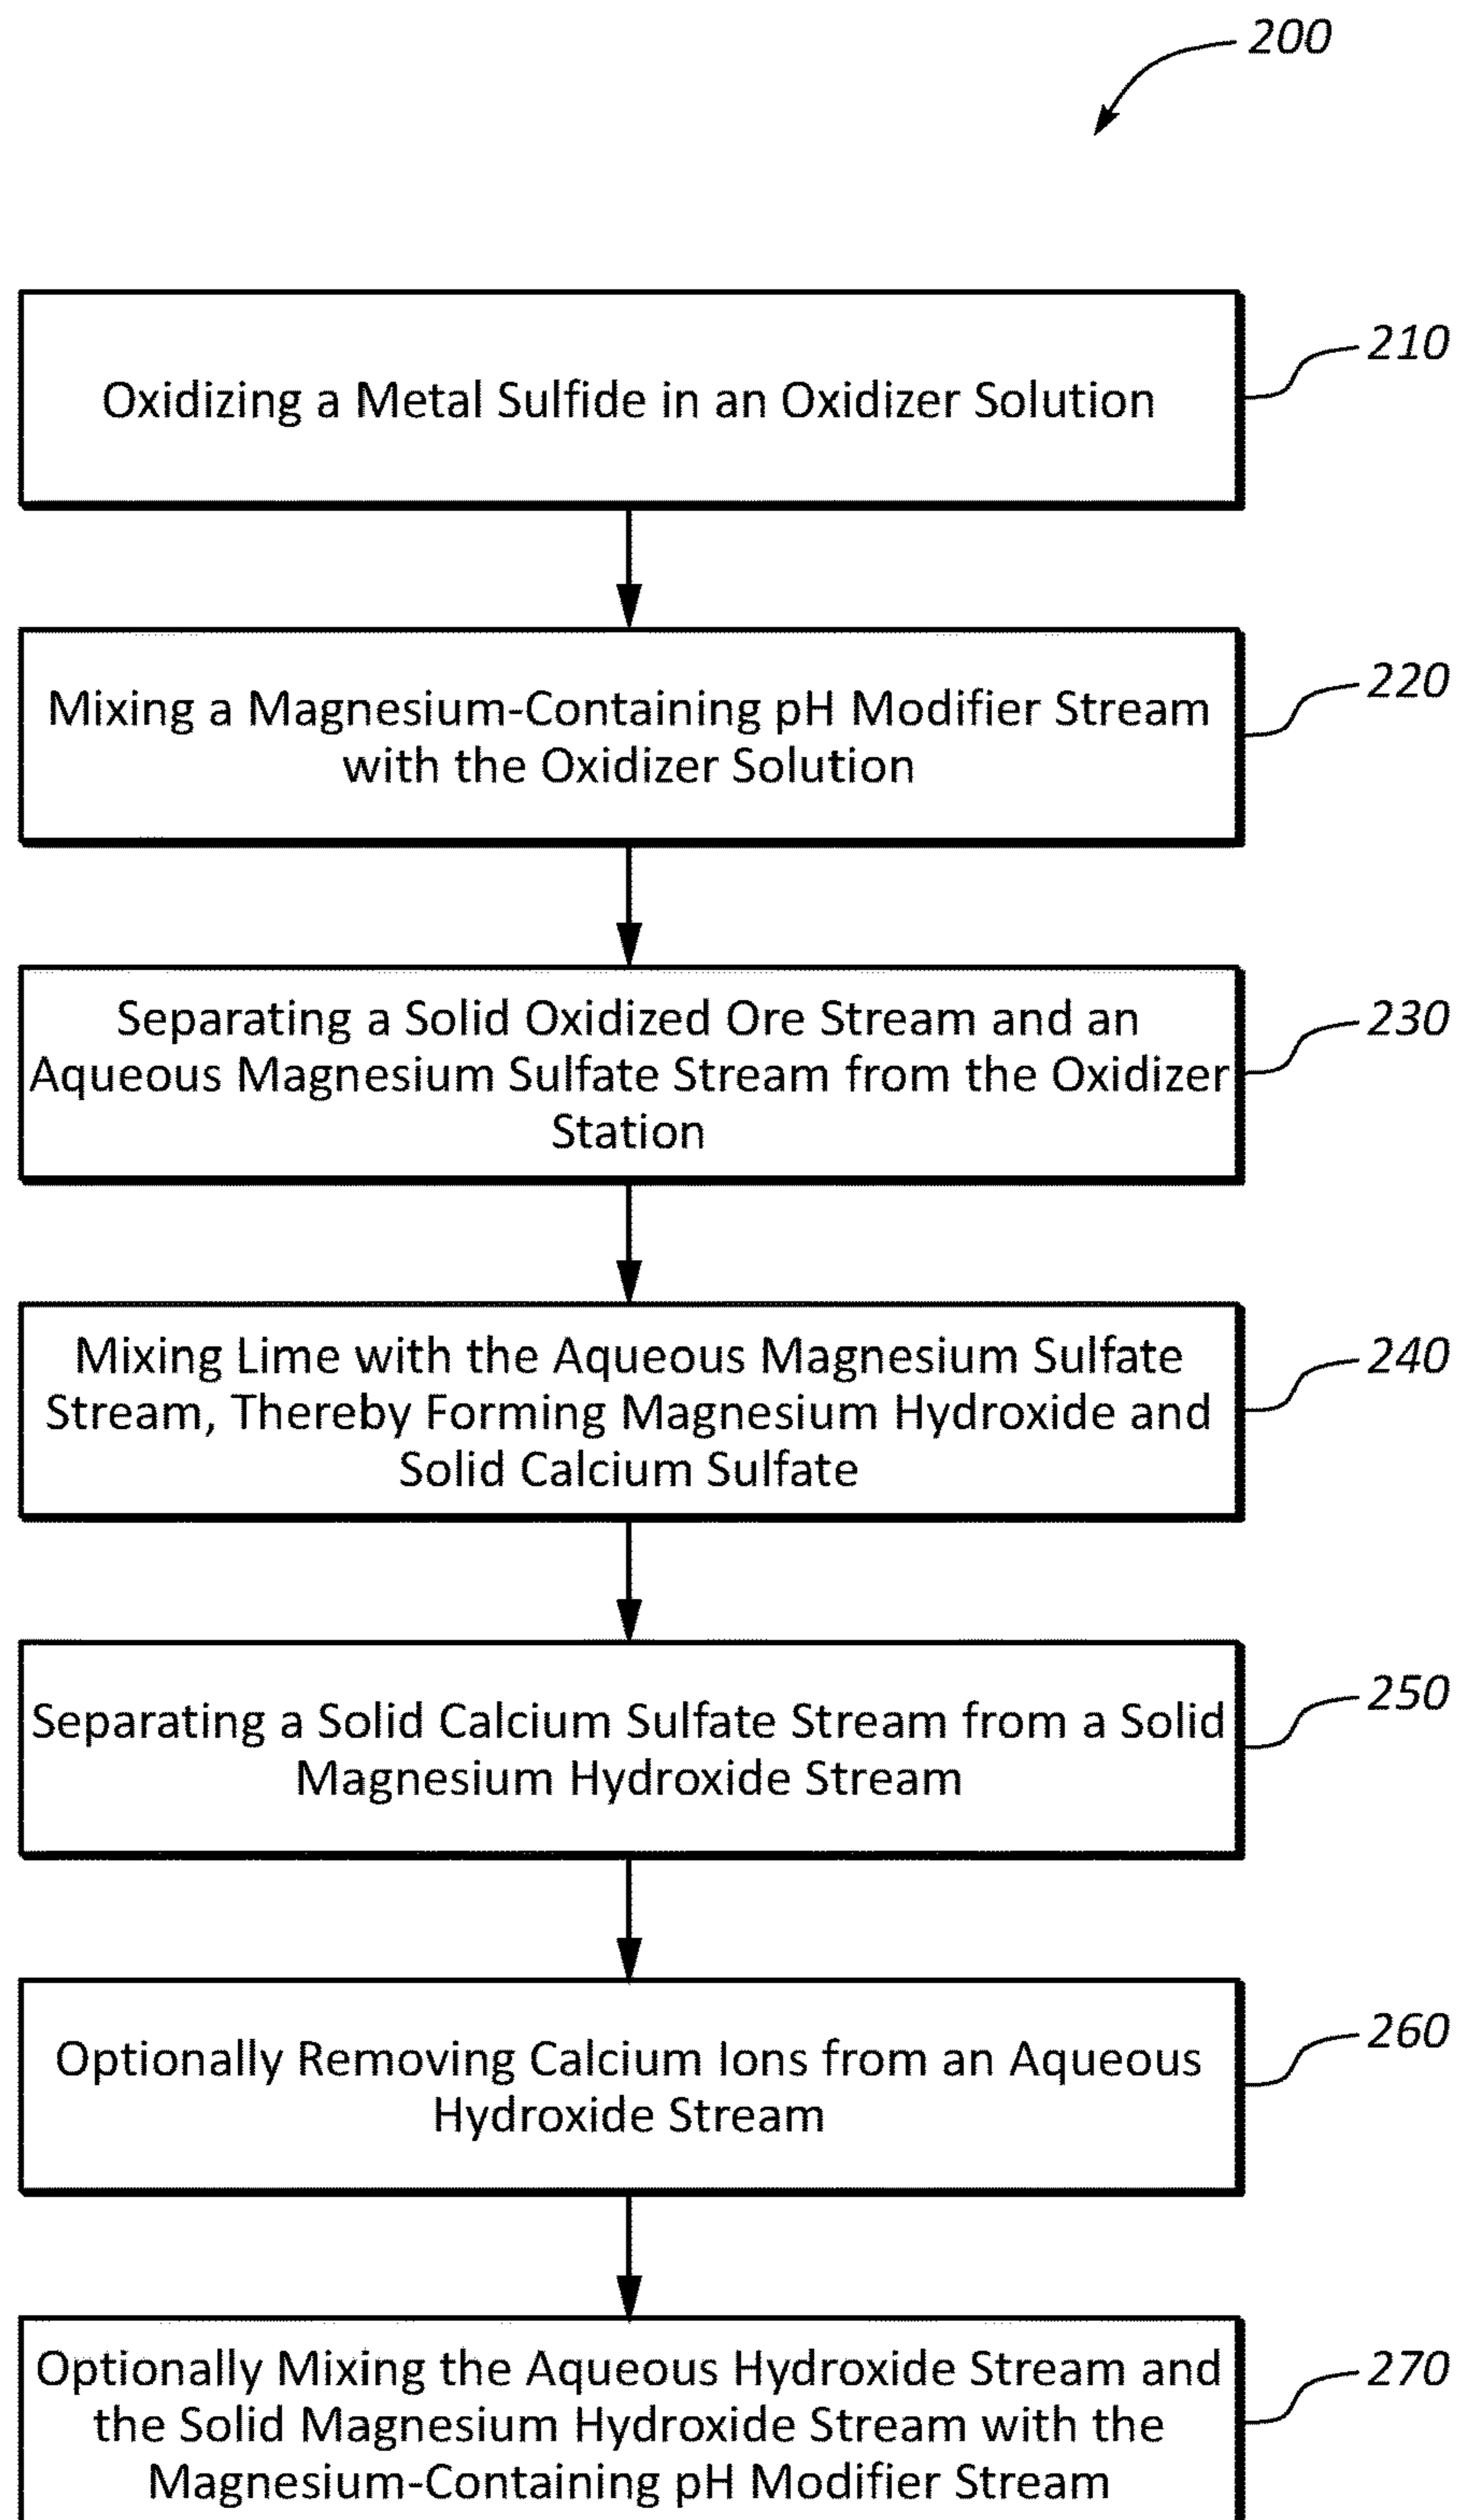 200
Oxidizing a Metal Sulfide in an Oxidizer Solution
210
Mixing a Magnesium-Containing pH Modifier Stream
with the Oxidizer Solution
220
Separating a Solid Oxidized Ore Stream and an
Aqueous Magnesium Sulfate Stream from the Oxidizer
Station
230
Mixing Lime with the Aqueous Magnesium Sulfate
Stream, Thereby Forming Magnesium Hydroxide and
Solid Calcium Sulfate
240
Separating a Solid Calcium Sulfate Stream from a Solid
Magnesium Hydroxide Stream
250
Optionally Removing Calcium Ions from an Aqueous
Hydroxide Stream
260
Optionally Mixing the Aqueous Hydroxide Stream and
the Solid Magnesium Hydroxide Stream with the
Magnesium-Containing pH Modifier Stream
270